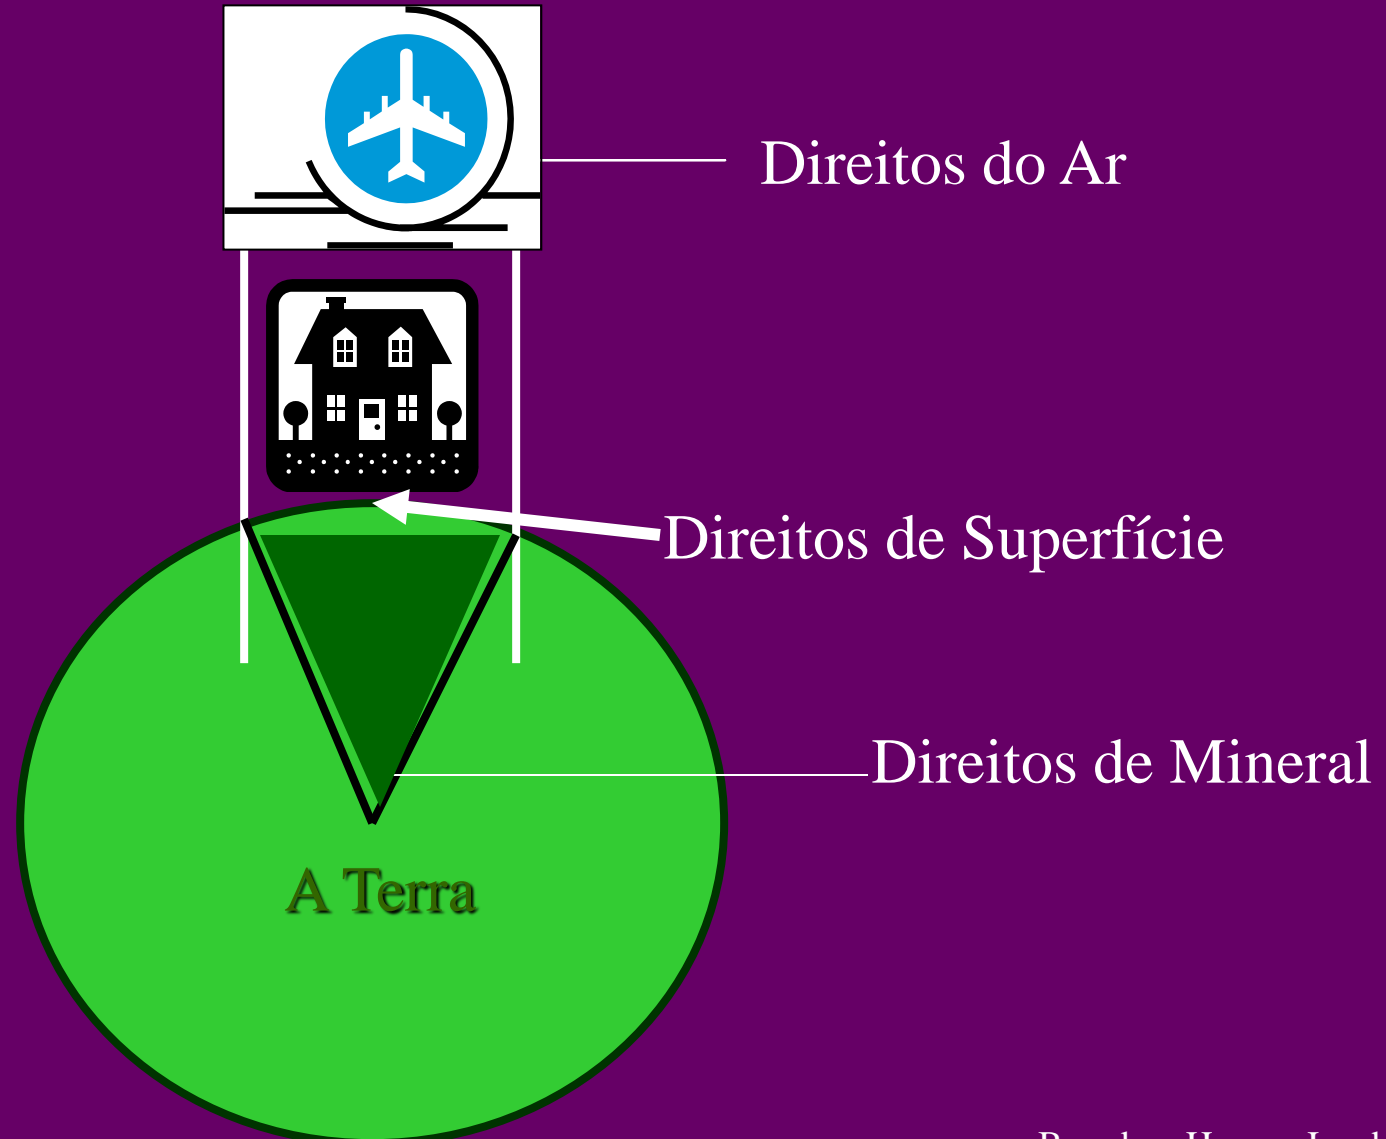 Direitos do Ar
Direitos de Superfície
Direitos de Mineral
A Terra